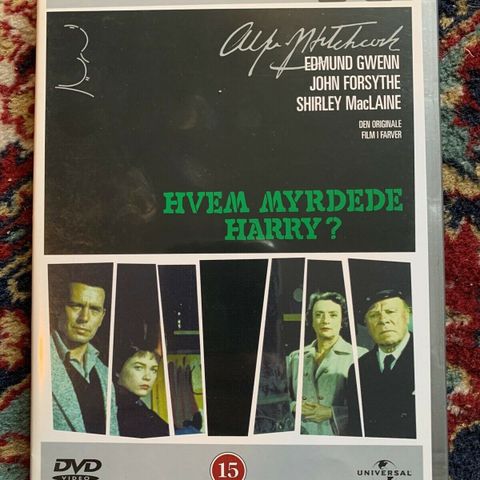 Alfred Hitchcock
EDMUND GWENN
JOHN FORSYTHE
SHIRLEY MacLAINE
DEN ORIGINALE
FILM I FARVER
HVEM MYRDEDE
HARRY?
DVD
VIDEO
15
UNIVERSAL